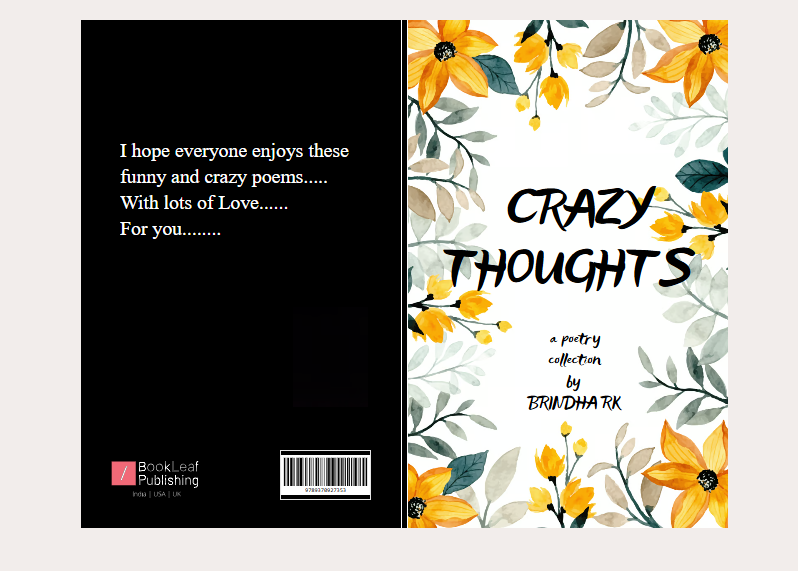 I hope everyone enjoys these
funny and crazy poems.....
With lots of Love......
For you........
BookLeaf
Publishing
India | USA | UK
9789378927353
CRAZY
THOUGHTS
a poetry
collection
by
BRINDHA RK